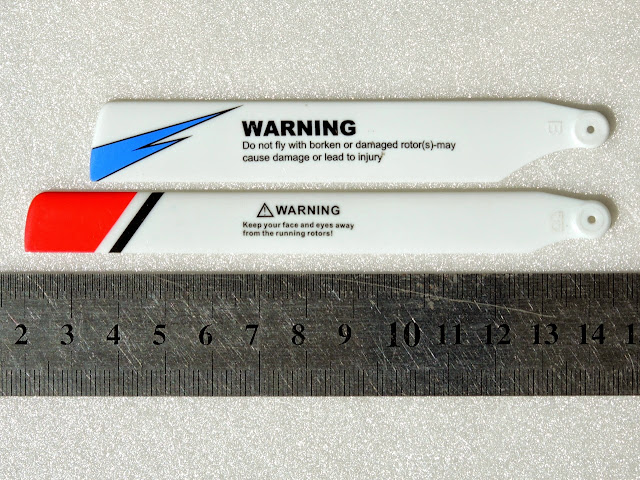 WARNING
Do not fly with borken or damaged rotor(s)-may
cause damage or lead to injury
WARNING
Keep your face and eyes away
from the running rotors!
2 3 4 5 6 7 8 9 10 11 12 13 14